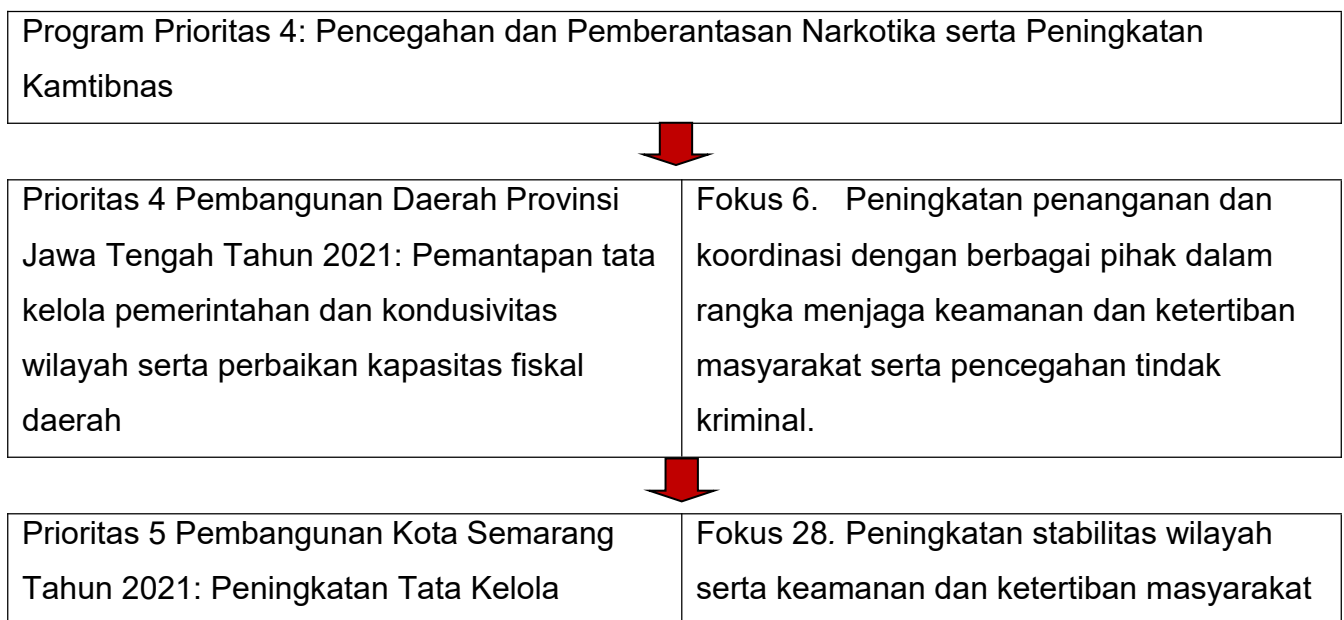 Program Prioritas 4: Pencegahan dan Pemberantasan Narkotika serta Peningkatan
Kamtibnas
Prioritas 4 Pembangunan Daerah Provinsi
Jawa Tengah Tahun 2021: Pemantapan tata
kelola pemerintahan dan kondusivitas
wilayah serta perbaikan kapasitas fiskal
daerah
Fokus 6. Peningkatan penanganan dan
koordinasi dengan berbagai pihak dalam
rangka menjaga keamanan dan ketertiban
masyarakat serta pencegahan tindak
kriminal.
Prioritas 5 Pembangunan Kota Semarang
Tahun 2021: Peningkatan Tata Kelola
Fokus 28. Peningkatan stabilitas wilayah
serta keamanan dan ketertiban masyarakat